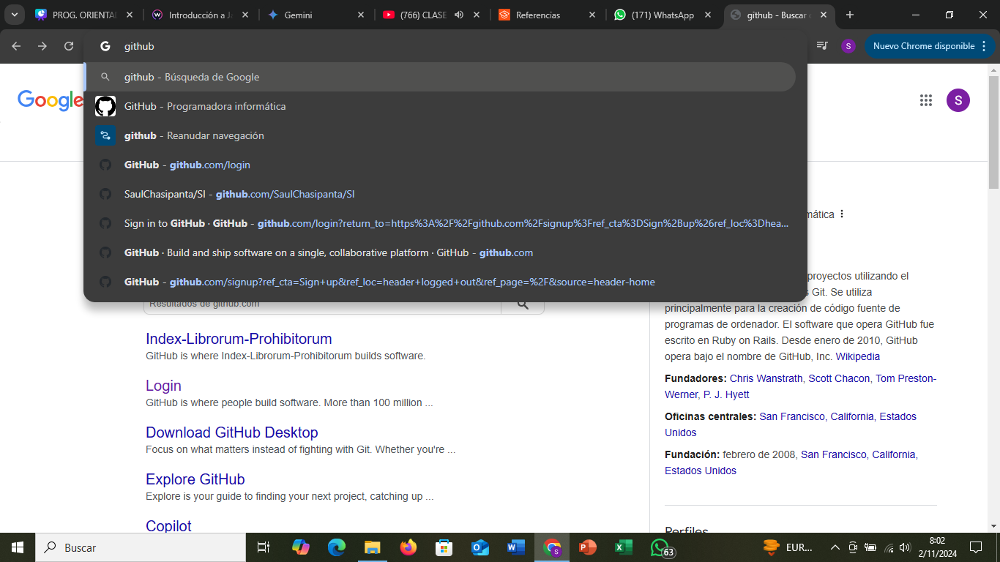 PROG. ORIENTA
Introducción a Ja
Gemini
(766) CLASE
Referencias
(171) WhatsApp
github - Buscar
github
S
Nuevo Chrome disponible
github - Búsqueda de Google
GitHub - Programadora informática
github - Reanudar navegación
GitHub - github.com/login
SaulChasipanta/SI - github.com/SaulChasipanta/SI
Sign in to GitHub · GitHub - github.com/login?return_to=https%3A%2F%2Fgithub.com%2Fsignup%3Fref_cta%3DSign%2Bup%26ref_loc%3Dhea...
GitHub · Build and ship software on a single, collaborative platform · GitHub - github.com
GitHub - github.com/signup?ref_cta=Sign+up&ref_loc=header+logged+out&ref_page=%2F&source=header-home
Google
S
mática
Resultados de github.com
Index-Librorum-Prohibitorum
GitHub is where Index-Librorum-Prohibitorum builds software.
Login
GitHub is where people build software. More than 100 million ...
Download GitHub Desktop
Focus on what matters instead of fighting with Git. Whether you're ...
Explore GitHub
Explore is your guide to finding your next project, catching up ...
Copilot
proyectos utilizando el
Git. Se utiliza
principalmente para la creación de código fuente de
programas de ordenador. El software que opera GitHub fue
escrito en Ruby on Rails. Desde enero de 2010, GitHub
opera bajo el nombre de GitHub, Inc. Wikipedia
Fundadores: Chris Wanstrath, Scott Chacon, Tom Preston-
Werner, P. J. Hyett
Oficinas centrales: San Francisco, California, Estados
Unidos
Fundación: febrero de 2008, San Francisco, California,
Estados Unidos
Perfiles
Buscar
63
EUR...
8:02
2/11/2024